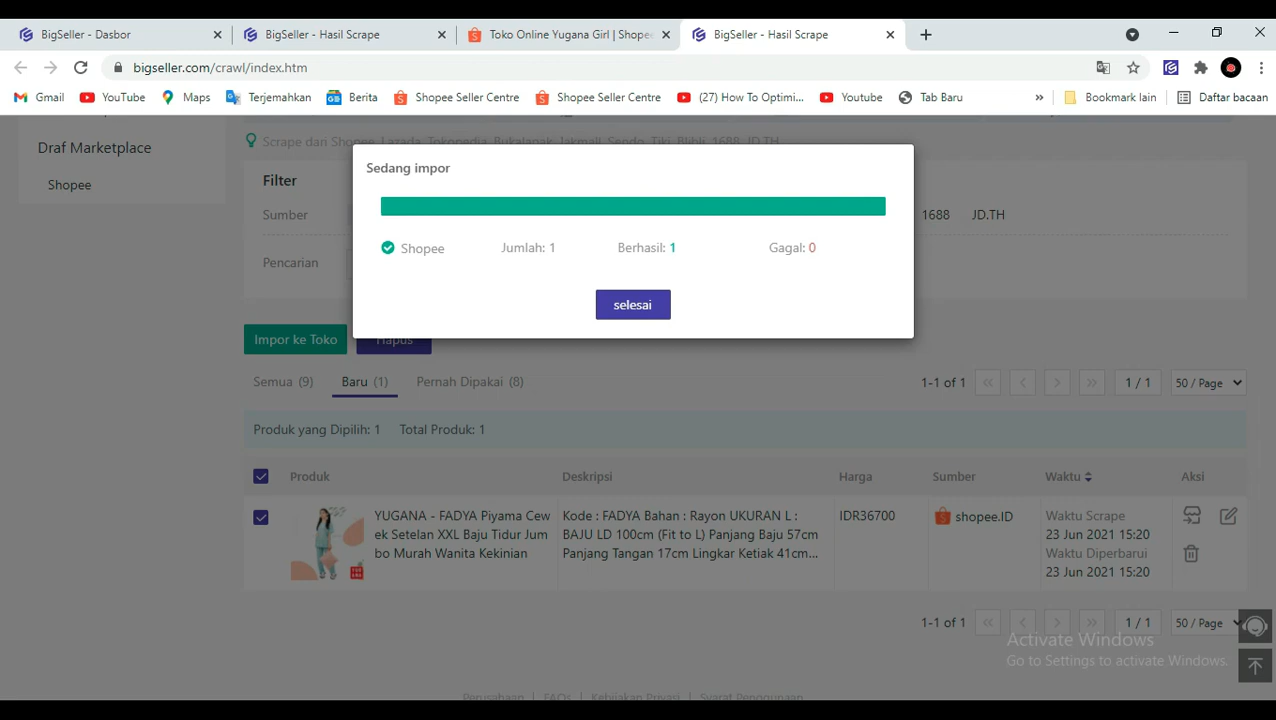 BigSeller - Dasbor
BigSeller - Hasil Scrape
Toko Online Yugana Girl | Shope
BigSeller - Hasil Scrape
bigseller.com/crawl/index.htm
Gmail
YouTube
Maps
Terjemahkan
Berita
Shopee Seller Centre
Shopee Seller Centre
(27) How To Optimi...
Youtube
Tab Baru
»
Bookmark lain
Daftar bacaan
Draf Marketplace
Shopee
Scrape dari Shopee, Lazada, Tokopedia, Bukalapak, Jakmall, Sendo, Tiki, Blibli, 1688, JD.TH
Filter
Sumber
1688
JD.TH
Pencarian
Sedang impor
Shopee
Jumlah: 1
Berhasil: 1
Gagal: 0
selesai
Impor ke Toko
Hapus
Semua (9)
Baru (1)
Pernah Dipakai (8)
1-1 of 1
1 / 1
50 / Page
Produk yang Dipilih: 1
Total Produk: 1
Produk
Deskripsi
Harga
Sumber
Waktu
Aksi
YUGANA - FADYA Piyama Cew
ek Setelan XXL Baju Tidur Jum
bo Murah Wanita Kekinian
Kode : FADYA Bahan : Rayon UKURAN L :
BAJU LD 100cm (Fit to L) Panjang Baju 57cm
Panjang Tangan 17cm Lingkar Ketiak 41cm...
IDR36700
shopee.ID
Waktu Scrape
23 Jun 2021 15:20
Waktu Diperbarui
23 Jun 2021 15:20
1-1 of 1
1 / 1
50 / Page
Activate Windows
Go to Settings to activate Windows.
Perusahaan | FAQs | Kebijakan Privasi | Syarat Penggunaan